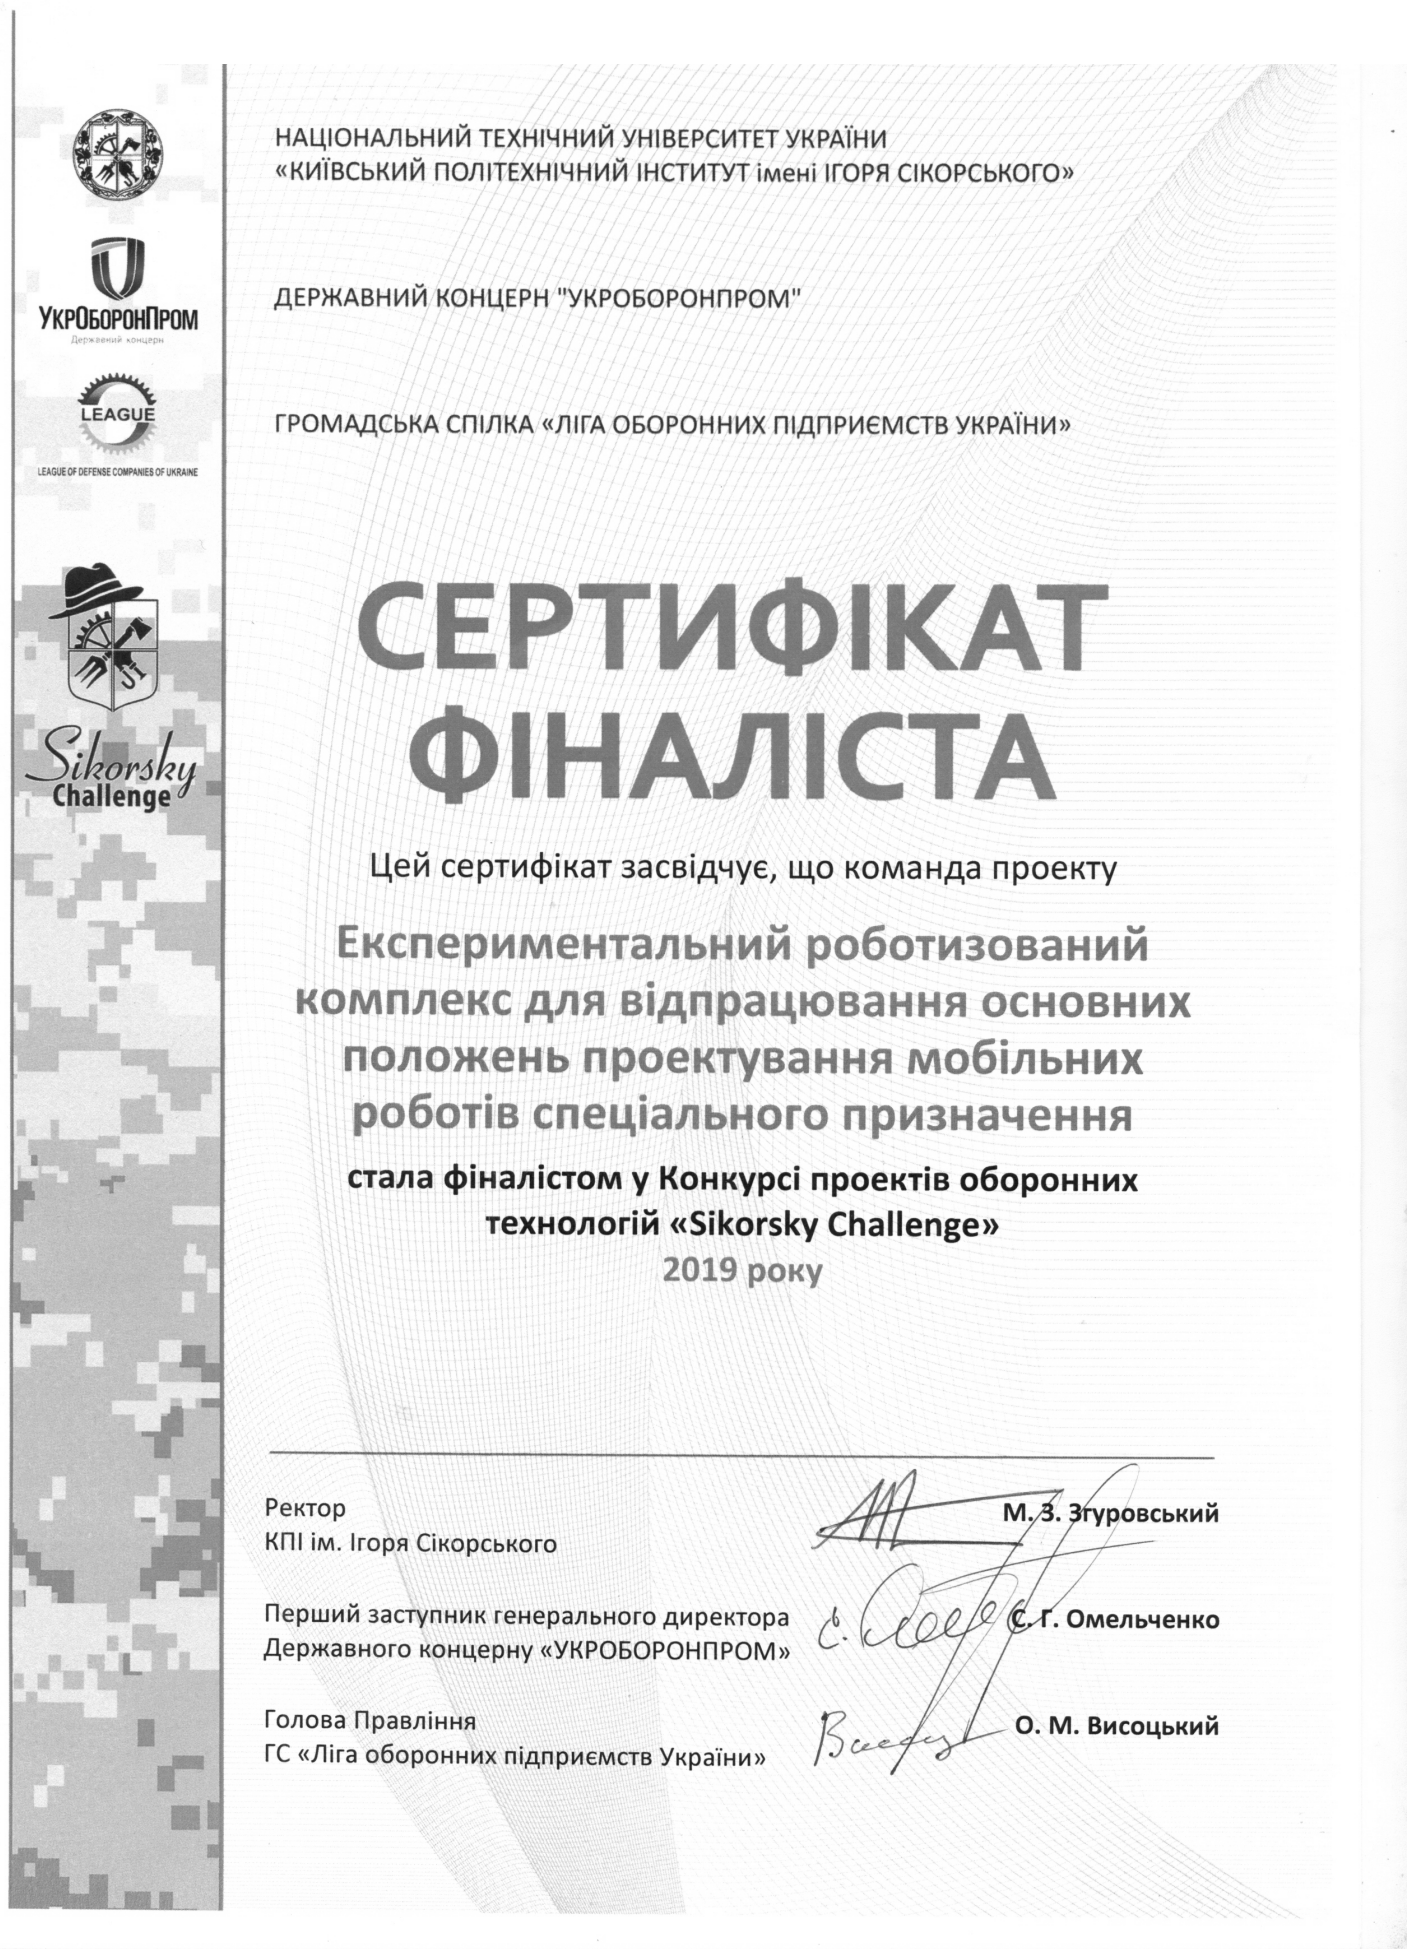 НАЦІОНАЛЬНИЙ ТЕХНІЧНИЙ УНІВЕРСИТЕТ УКРАЇНИ
«КИЇВСЬКИЙ ПОЛІТЕХНІЧНИЙ ІНСТИТУТ імені ІГОРЯ СІКОРСЬКОГО»
УКРОБОРОНПРОМ
Державний концерн
ДЕРЖАВНИЙ КОНЦЕРН "УКРОБОРОНПРОМ"
LEAGUE
LEAGUE OF DEFENSE COMPANIES OF UKRAINE
ГРОМАДСЬКА СПІЛКА «ЛІГА ОБОРОННИХ ПІДПРИЄМСТВ УКРАЇНИ»
Sikorsky
Challenge
СЕРТИФІКАТ
ФІНАЛІСТА
Цей сертифікат засвідчує, що команда проекту
Експериментальний роботизований
комплекс для відпрацювання основних
положень проектування мобільних
роботів спеціального призначення
стала фіналістом у Конкурсі проектів оборонних
технологій «Sikorsky Challenge»
2019 року
Ректор
КПІ ім. Ігоря Сікорського
М. З. Згуровський
Перший заступник генерального директора
Державного концерну «УКРОБОРОНПРОМ»
С. Г. Омельченко
Голова Правління
ГС «Ліга оборонних підприємств України»
О. М. Висоцький